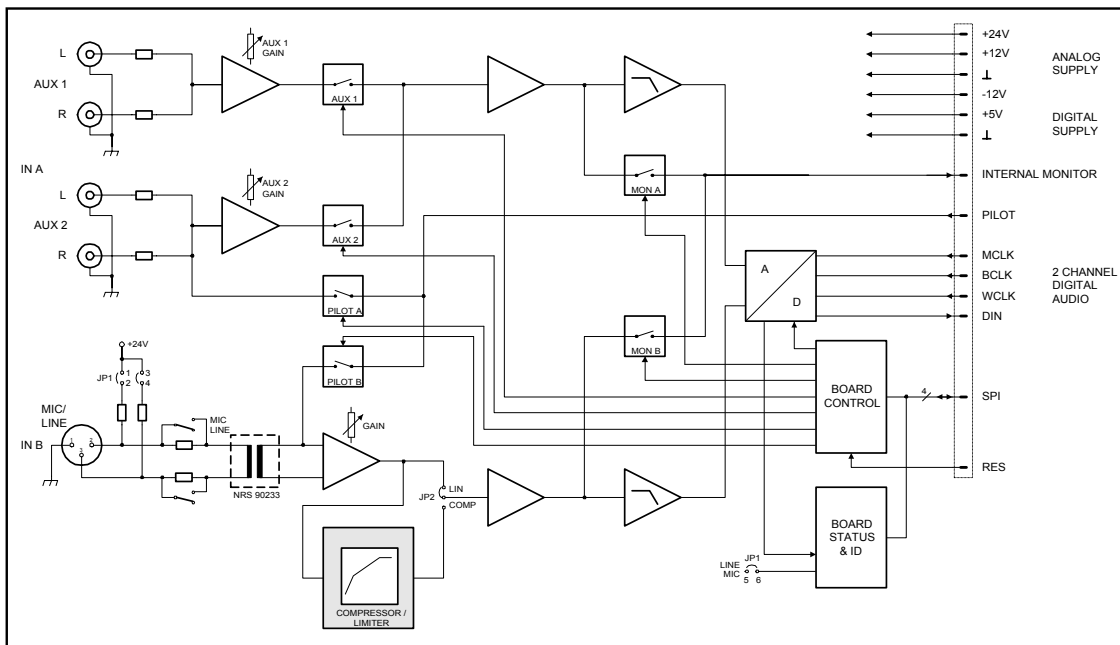 L
AUX 1
R
AUX 1
GAIN
AUX 1
IN A
L
AUX 2
R
AUX 2
GAIN
AUX 2
PILOT A
PILOT B
MON A
MON B
+24V
+12V
⊥
-12V
+5V
⊥
ANALOG
SUPPLY
DIGITAL
SUPPLY
INTERNAL MONITOR
PILOT
MCLK
BCLK
WCLK
DIN
2 CHANNEL
DIGITAL
AUDIO
A
D
BOARD
CONTROL
4
SPI
RES
BOARD
STATUS
& ID
JP1
LINE
MIC
5 6
+24V
JP1
1
2
3
4
MIC/
LINE
IN B
1
2
3
MIC
LINE
NRS 90233
GAIN
JP2
LIN
COMP
COMPRESSOR /
LIMITER